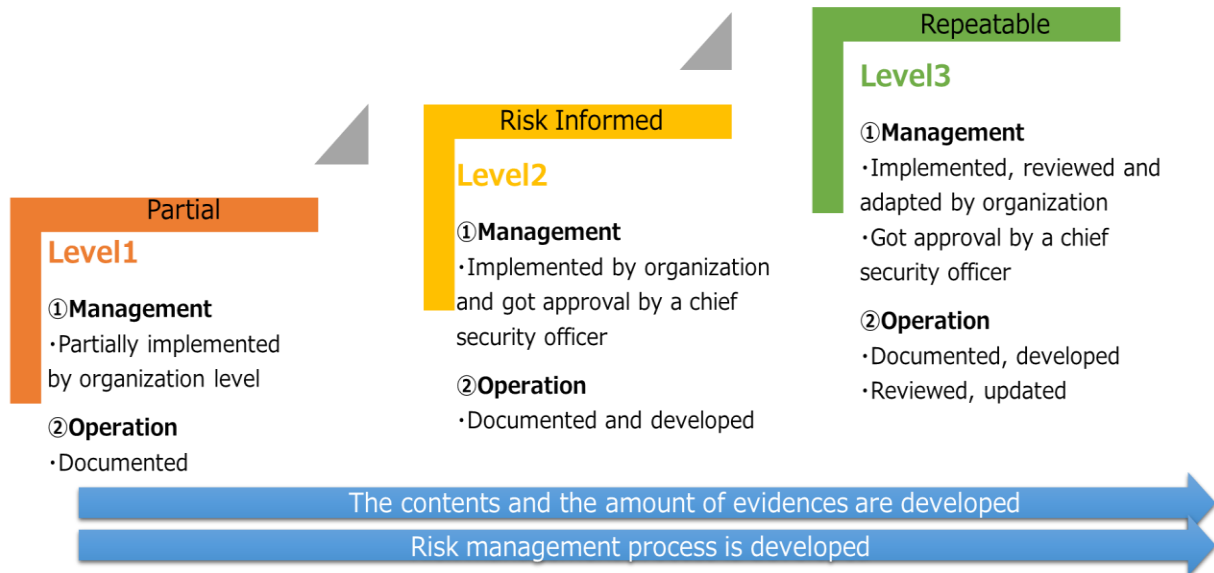 Partial
Level1
①Management
・Partially implemented
by organization level
②Operation
・Documented
Risk Informed
Level2
①Management
・Implemented by organization
and got approval by a chief
security officer
②Operation
・Documented and developed
Repeatable
Level3
①Management
・Implemented, reviewed and
adapted by organization
・Got approval by a chief
security officer
②Operation
・Documented, developed
・Reviewed, updated
The contents and the amount of evidences are developed
Risk management process is developed